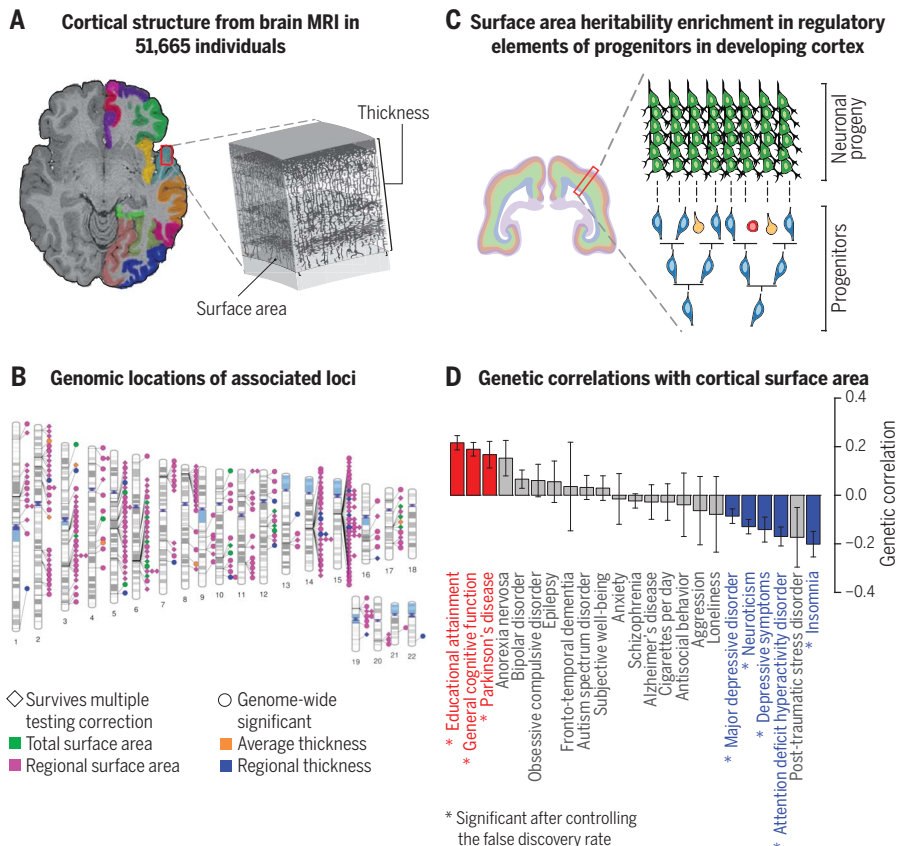 A Cortical structure from brain MRI in
51,665 individuals
Thickness
Surface area
C Surface area heritability enrichment in regulatory
elements of progenitors in developing cortex
Neuronal
progeny
Progenitors
B Genomic locations of associated loci
1
2
3
4
5
6
7
8
9
10
11
12
13
14
15
16
17
18
19
20
21
22
Survives multiple
testing correction
Genome-wide
significant
Total surface area
Average thickness
Regional surface area
Regional thickness
D Genetic correlations with cortical surface area
0.4
0.2
0.0
−0.2
−0.4
Genetic correlation
* Educational attainment
* General cognitive function
* Parkinson's disease
Anorexia nervosa
Bipolar disorder
Obsessive compulsive disorder
Epilepsy
Fronto-temporal dementia
Autism spectrum disorder
Subjective well-being
Anxiety
Schizophrenia
Alzheimer's disease
Cigarettes per day
Antisocial behavior
Aggression
Loneliness
* Major depressive disorder
* Neuroticism
* Depressive symptoms
* Attention deficit hyperactivity disorder
Post-traumatic stress disorder
* Insomnia
* Significant after controlling
the false discovery rate